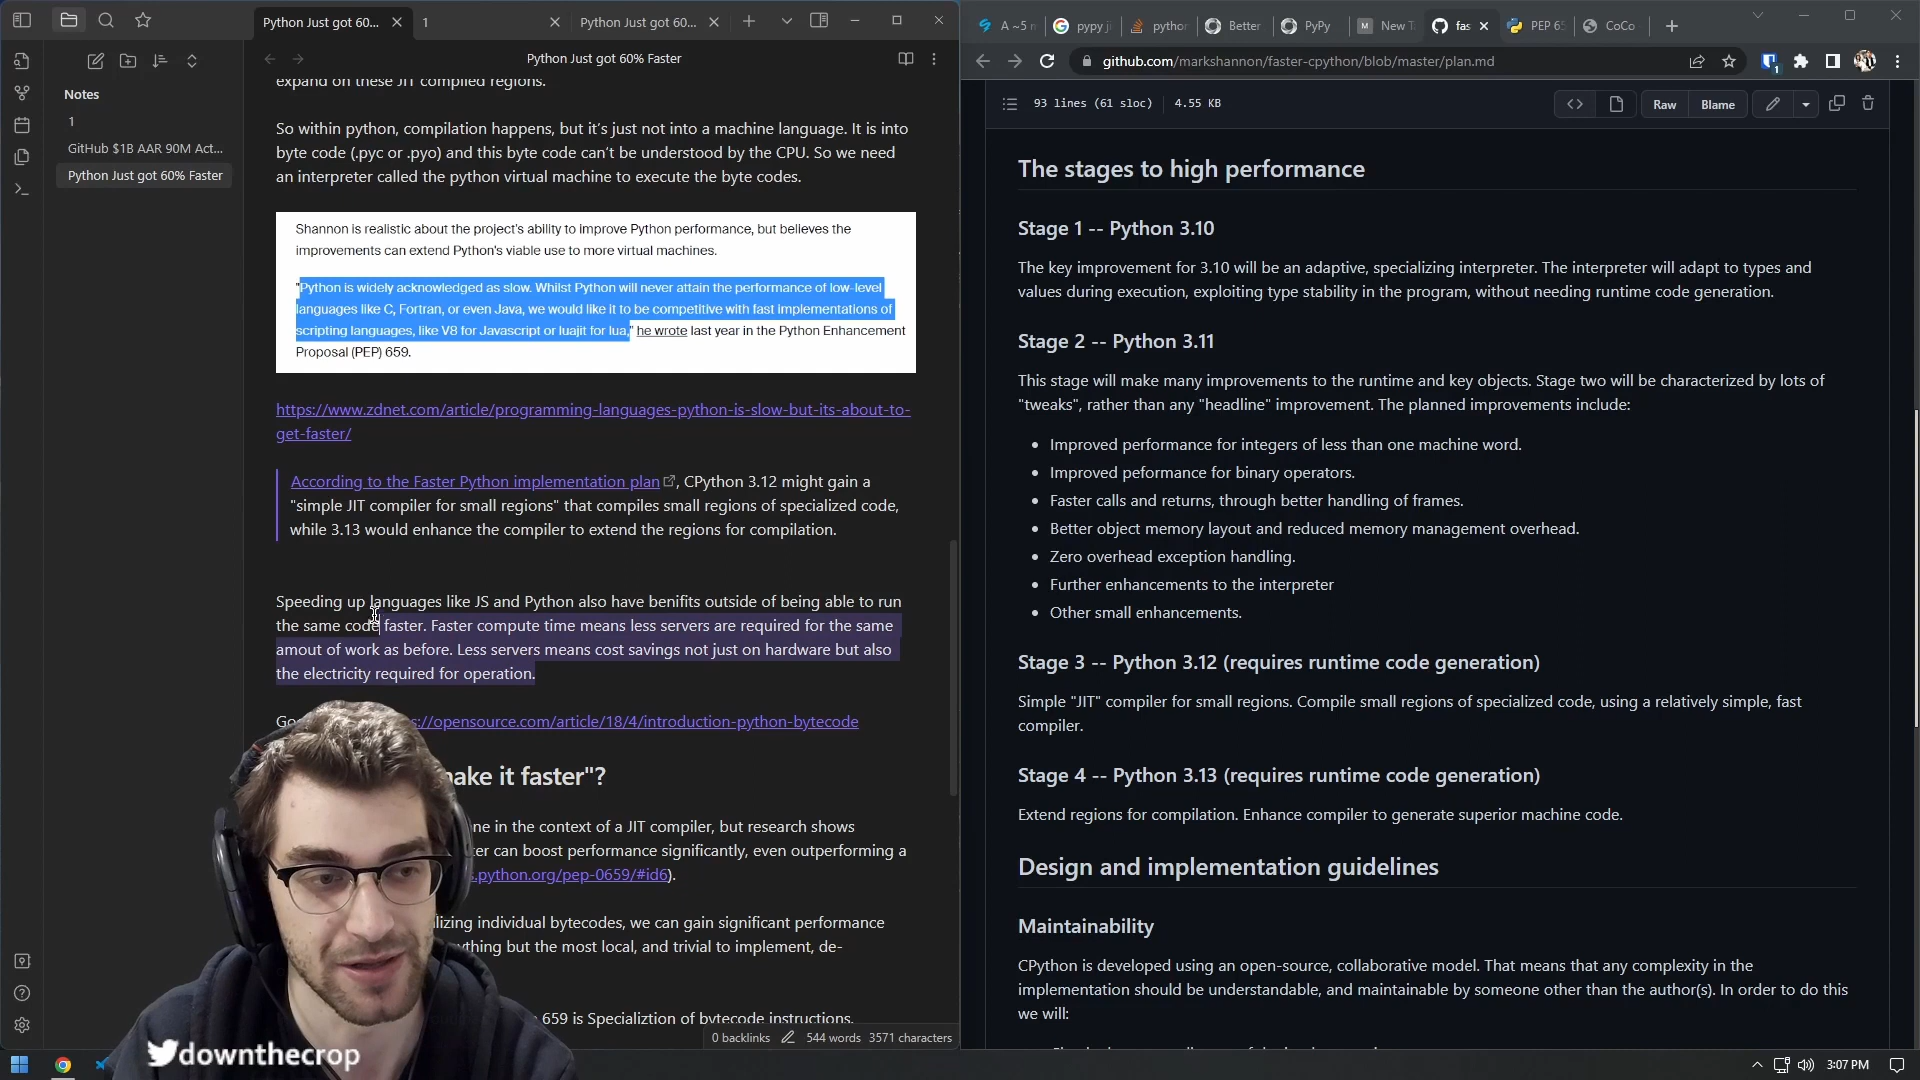 Python Just got 60...
1
Python Just got 60...
Python Just got 60% Faster
Notes
1
GitHub $1B AAR 90M Act...
Python Just got 60% Faster
expand on these JIT compiled regions.
So within python, compilation happens, but it's just not into a machine language. It is into
byte code (.pyc or .pyo) and this byte code can't be understood by the CPU. So we need
an interpreter called the python virtual machine to execute the byte codes.
Shannon is realistic about the project's ability to improve Python performance, but believes the
improvements can extend Python's viable use to more virtual machines.
"Python is widely acknowledged as slow. Whilst Python will never attain the performance of low-level
languages like C, Fortran, or even Java, we would like it to be competitive with fast implementations of
scripting languages, like V8 for Javascript or luajit for lua," he wrote last year in the Python Enhancement
Proposal (PEP) 659.
https://www.zdnet.com/article/programming-languages-python-is-slow-but-its-about-to-
get-faster/
According to the Faster Python implementation plan, CPython 3.12 might gain a
"simple JIT compiler for small regions" that compiles small regions of specialized code,
while 3.13 would enhance the compiler to extend the regions for compilation.
Speeding up languages like JS and Python also have benifits outside of being able to run
the same code faster. Faster compute time means less servers are required for the same
amout of work as before. Less servers means cost savings not just on hardware but also
the electricity required for operation.
s://opensource.com/article/18/4/introduction-python-bytecode
make it faster"?
ne in the context of a JIT compiler, but research shows
er can boost performance significantly, even outperforming a
s.python.org/pep-0659/#id6).
lizing individual bytecodes, we can gain significant performance
ything but the most local, and trivial to implement, de-
659 is Specializtion of bytecode instructions.
0 backlinks 544 words 3571 characters
downthecrop
A ~5 n
pypy ji
python
Better
PyPy
New T
fas
PEP 65
CoCo
github.com/markshannon/faster-cpython/blob/master/plan.md
1
93 lines (61 sloc) 4.55 KB
Raw
Blame
The stages to high performance
Stage 1 -- Python 3.10
The key improvement for 3.10 will be an adaptive, specializing interpreter. The interpreter will adapt to types and
values during execution, exploiting type stability in the program, without needing runtime code generation.
Stage 2 -- Python 3.11
This stage will make many improvements to the runtime and key objects. Stage two will be characterized by lots of
"tweaks", rather than any "headline" improvement. The planned improvements include:
Improved performance for integers of less than one machine word.
Improved peformance for binary operators.
Faster calls and returns, through better handling of frames.
Better object memory layout and reduced memory management overhead.
Zero overhead exception handling.
Further enhancements to the interpreter
Other small enhancements.
Stage 3 -- Python 3.12 (requires runtime code generation)
Simple "JIT" compiler for small regions. Compile small regions of specialized code, using a relatively simple, fast
compiler.
Stage 4 -- Python 3.13 (requires runtime code generation)
Extend regions for compilation. Enhance compiler to generate superior machine code.
Design and implementation guidelines
Maintainability
CPython is developed using an open-source, collaborative model. That means that any complexity in the
implementation should be understandable, and maintainable by someone other than the author(s). In order to do this
we will:
3:07 PM